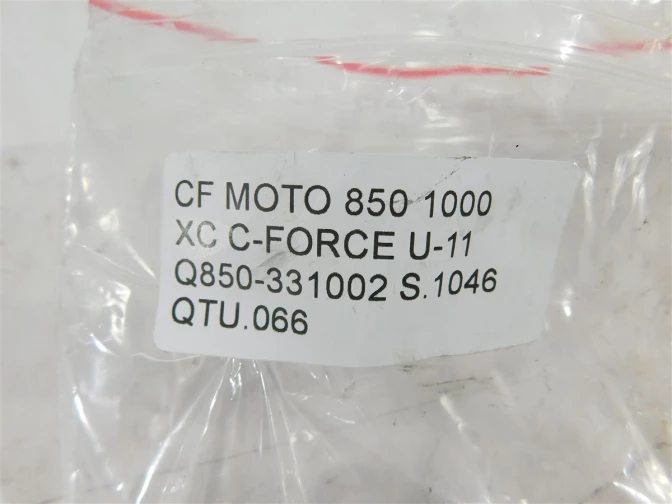 CF MOTO 850 1000
XC C-FORCE U-11
Q850-331002 S.1046
QTU.066